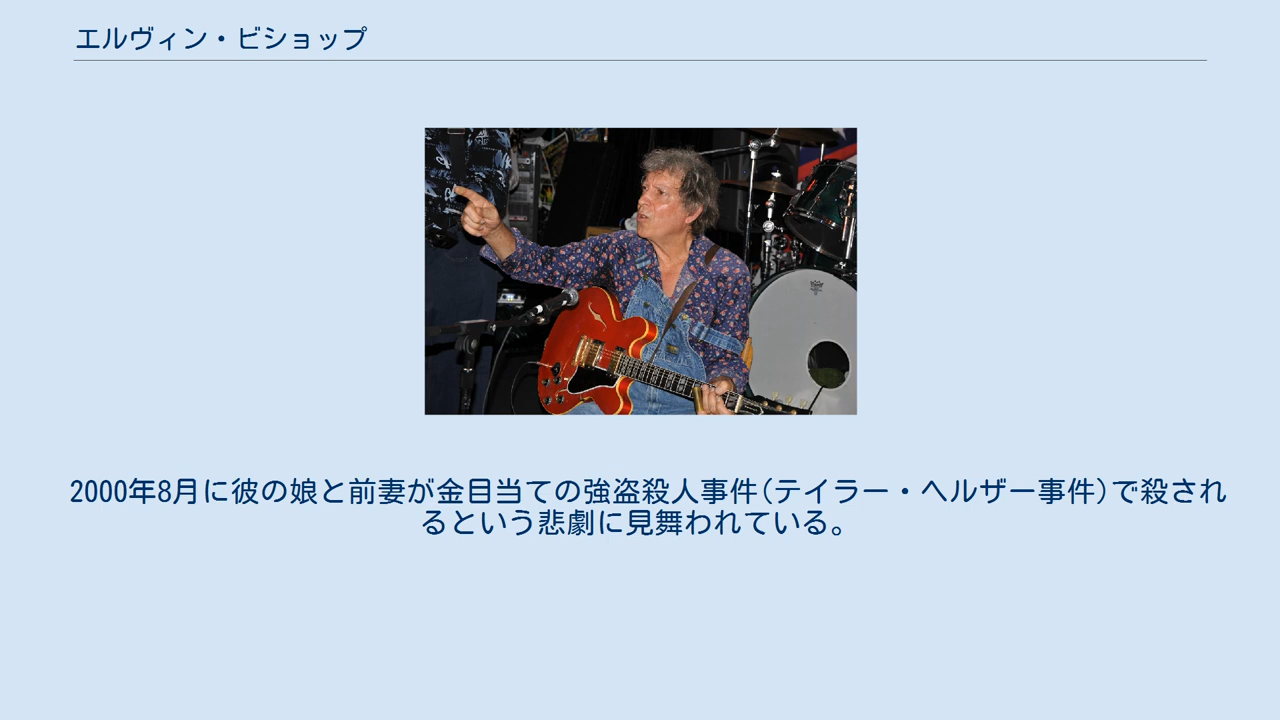 エルヴィン・ビショップ
2000年8月に彼の娘と前妻が金目当ての強盗殺人事件(テイラー・ヘルザー事件)で殺され
るという悲劇に見舞われている。